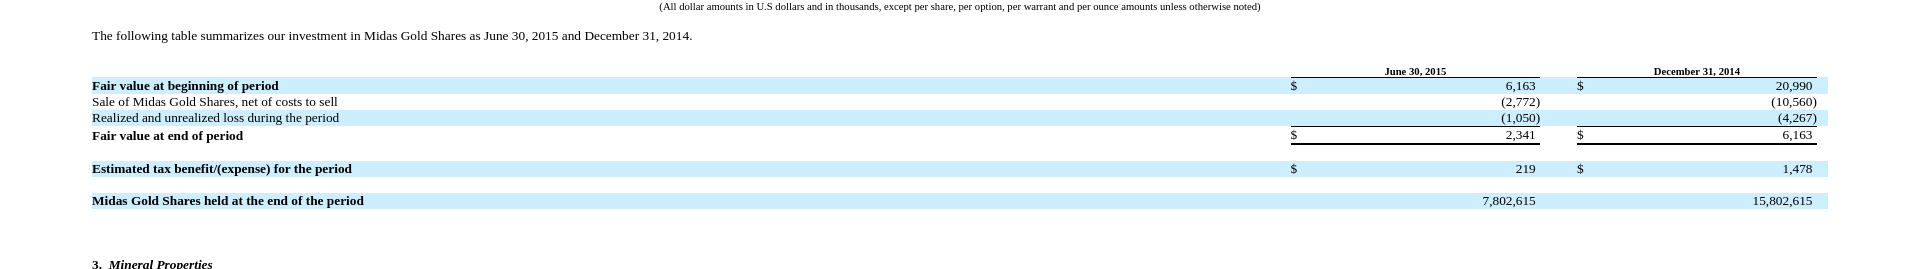 (All dollar amounts in U.S dollars and in thousands, except per share, per option, per warrant and per ounce amounts unless otherwise noted)
The following table summarizes our investment in Midas Gold Shares as June 30, 2015 and December 31, 2014.
June 30, 2015 December 31, 2014
Fair value at beginning of period $ 6,163 $ 20,990
Sale of Midas Gold Shares, net of costs to sell (2,772) (10,560)
Realized and unrealized loss during the period (1,050) (4,267)
Fair value at end of period $ 2,341 $ 6,163
Estimated tax benefit/(expense) for the period $ 219 $ 1,478
Midas Gold Shares held at the end of the period 7,802,615 15,802,615
3. Mineral Properties